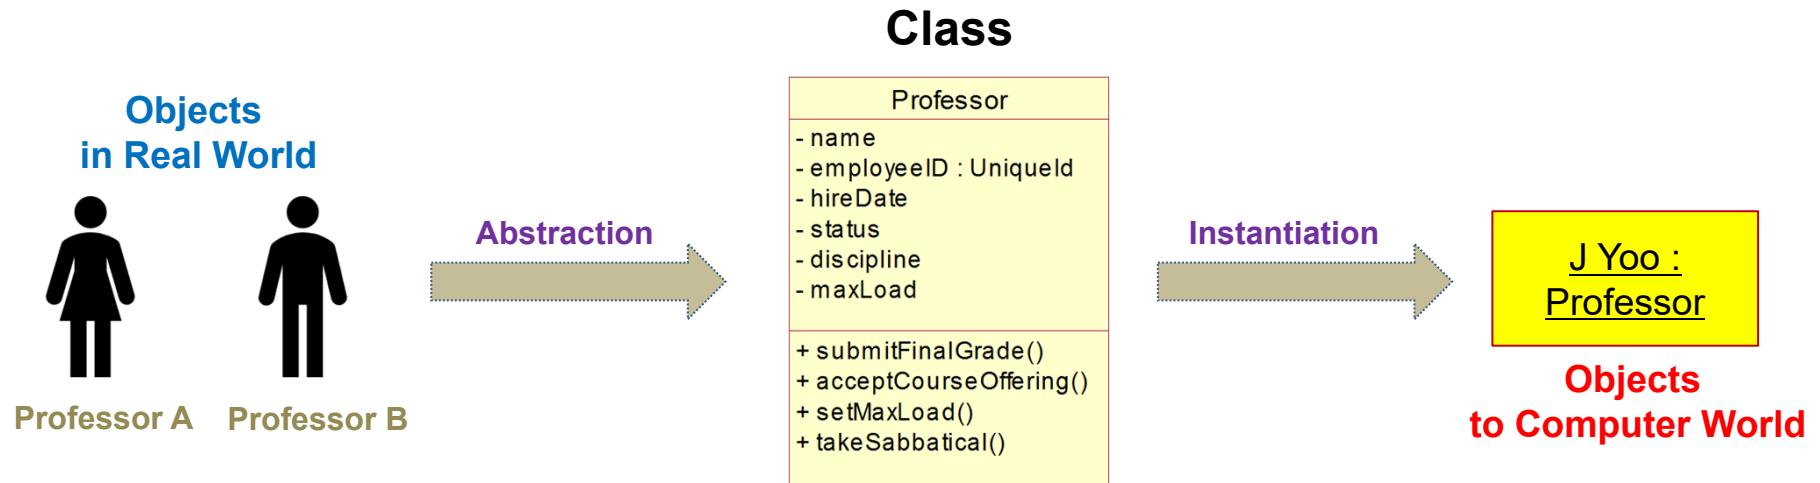 Class
Objects
in Real World
Professor A
Professor B
Abstraction
Professor
- name
- employeeID : UniqueId
- hireDate
- status
- discipline
- maxLoad
+ submitFinalGrade()
+ acceptCourseOffering()
+ setMaxLoad()
+ takeSabbatical()
Instantiation
J Yoo :
Professor
Objects
to Computer World